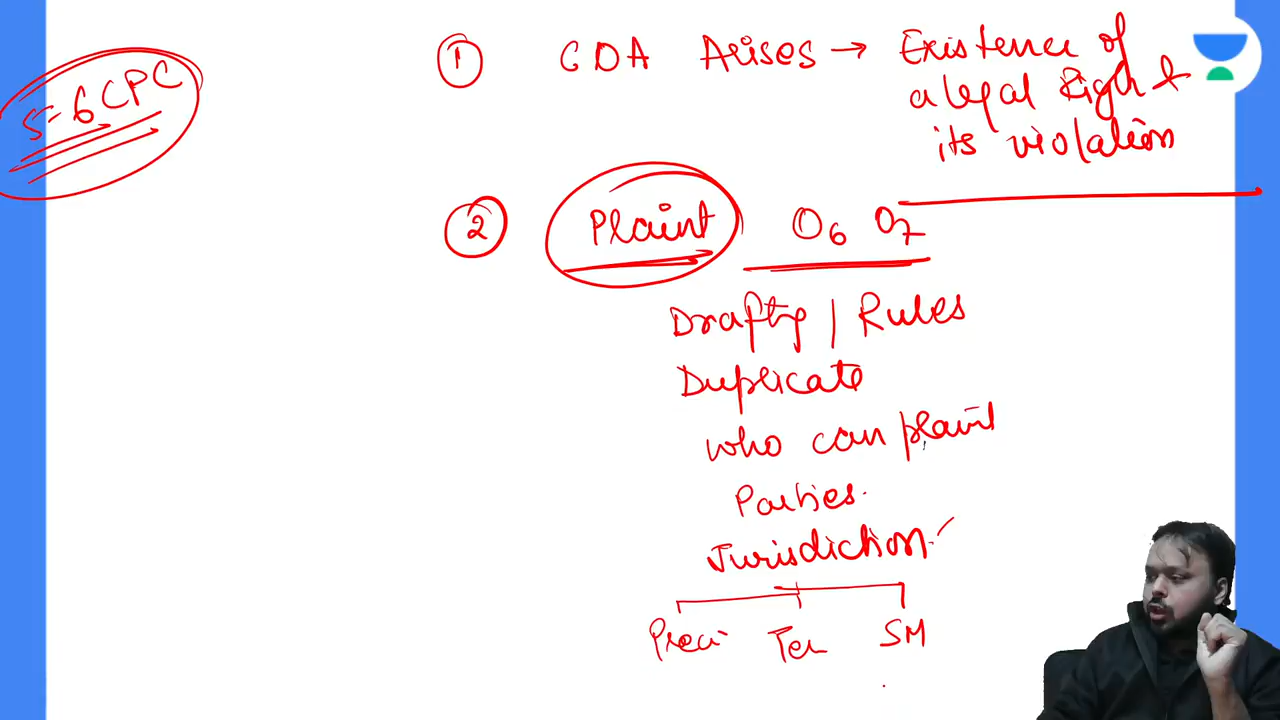 S-6 CPC
① COA Arises → Existence of
a legal Right &
its violation
② Plaint O6 O7
Drafting / Rules
Duplicate
who can plaint
Parties.
Jurisdiction.
Pecu Ter SM